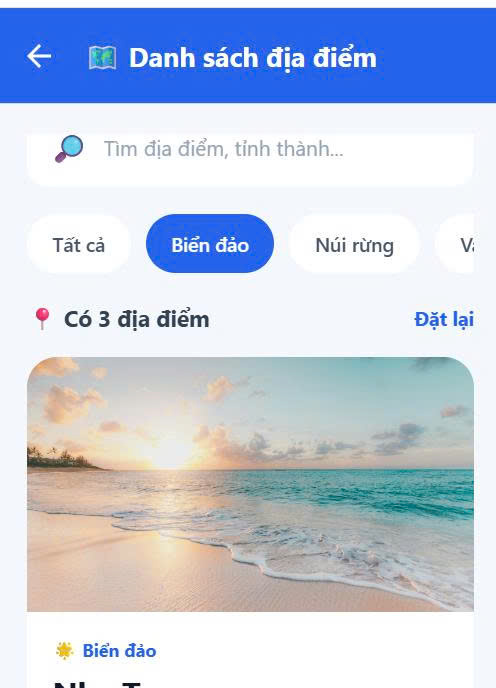 Danh sách địa điểm
Tìm địa điểm, tỉnh thành...
Tất cả
Biển đảo
Núi rừng
Có 3 địa điểm
Đặt lại
Biển đảo